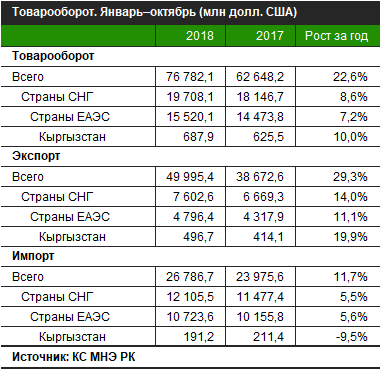 Товарооборот. Январь–октябрь (млн долл. США)
2018 2017 Рост за год
Товарооборот
Всего 76 782,1 62 648,2 22,6%
Страны СНГ 19 708,1 18 146,7 8,6%
Страны ЕАЭС 15 520,1 14 473,8 7,2%
Кыргызстан 687,9 625,5 10,0%
Экспорт
Всего 49 995,4 38 672,6 29,3%
Страны СНГ 7 602,6 6 669,3 14,0%
Страны ЕАЭС 4 796,4 4 317,9 11,1%
Кыргызстан 496,7 414,1 19,9%
Импорт
Всего 26 786,7 23 975,6 11,7%
Страны СНГ 12 105,5 11 477,4 5,5%
Страны ЕАЭС 10 723,6 10 155,8 5,6%
Кыргызстан 191,2 211,4 -9,5%
Источник: КС МНЭ РК